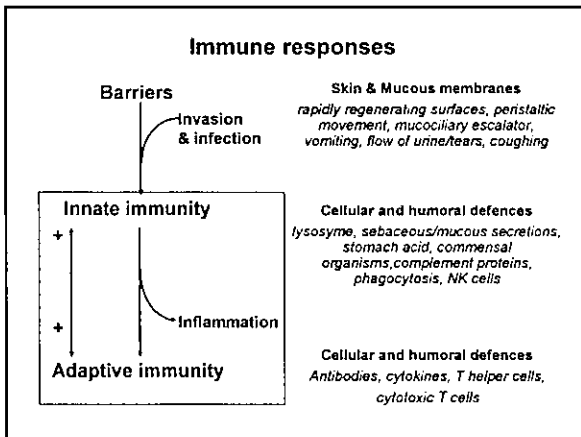 Immune responses
Barriers
Invasion
& infection
Skin & Mucous membranes
rapidly regenerating surfaces, peristaltic
movement, mucociliary escalator,
vomiting, flow of urine/tears, coughing
Innate immunity
+
+
Inflammation
Adaptive immunity
Cellular and humoral defences
lysosyme, sebaceous/mucous secretions,
stomach acid, commensal
organisms,complement proteins,
phagocytosis, NK cells
Cellular and humoral defences
Antibodies, cytokines, T helper cells,
cytotoxic T cells